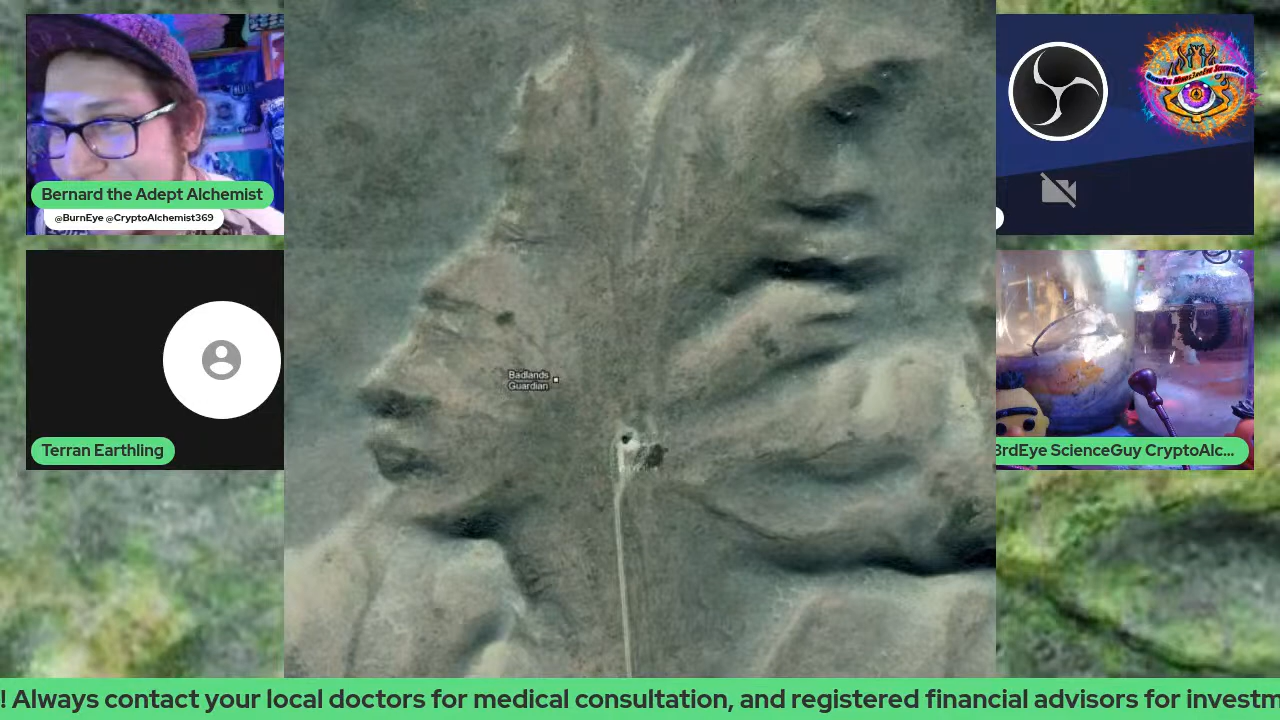 Bernard the Adept Alchemist
@BurnEye @CryptoAlchemist369
Terran Earthling
Badlands
Guardian
3rdEye ScienceGuy CryptoAlc...
! Always contact your local doctors for medical consultation, and registered financial advisors for investm